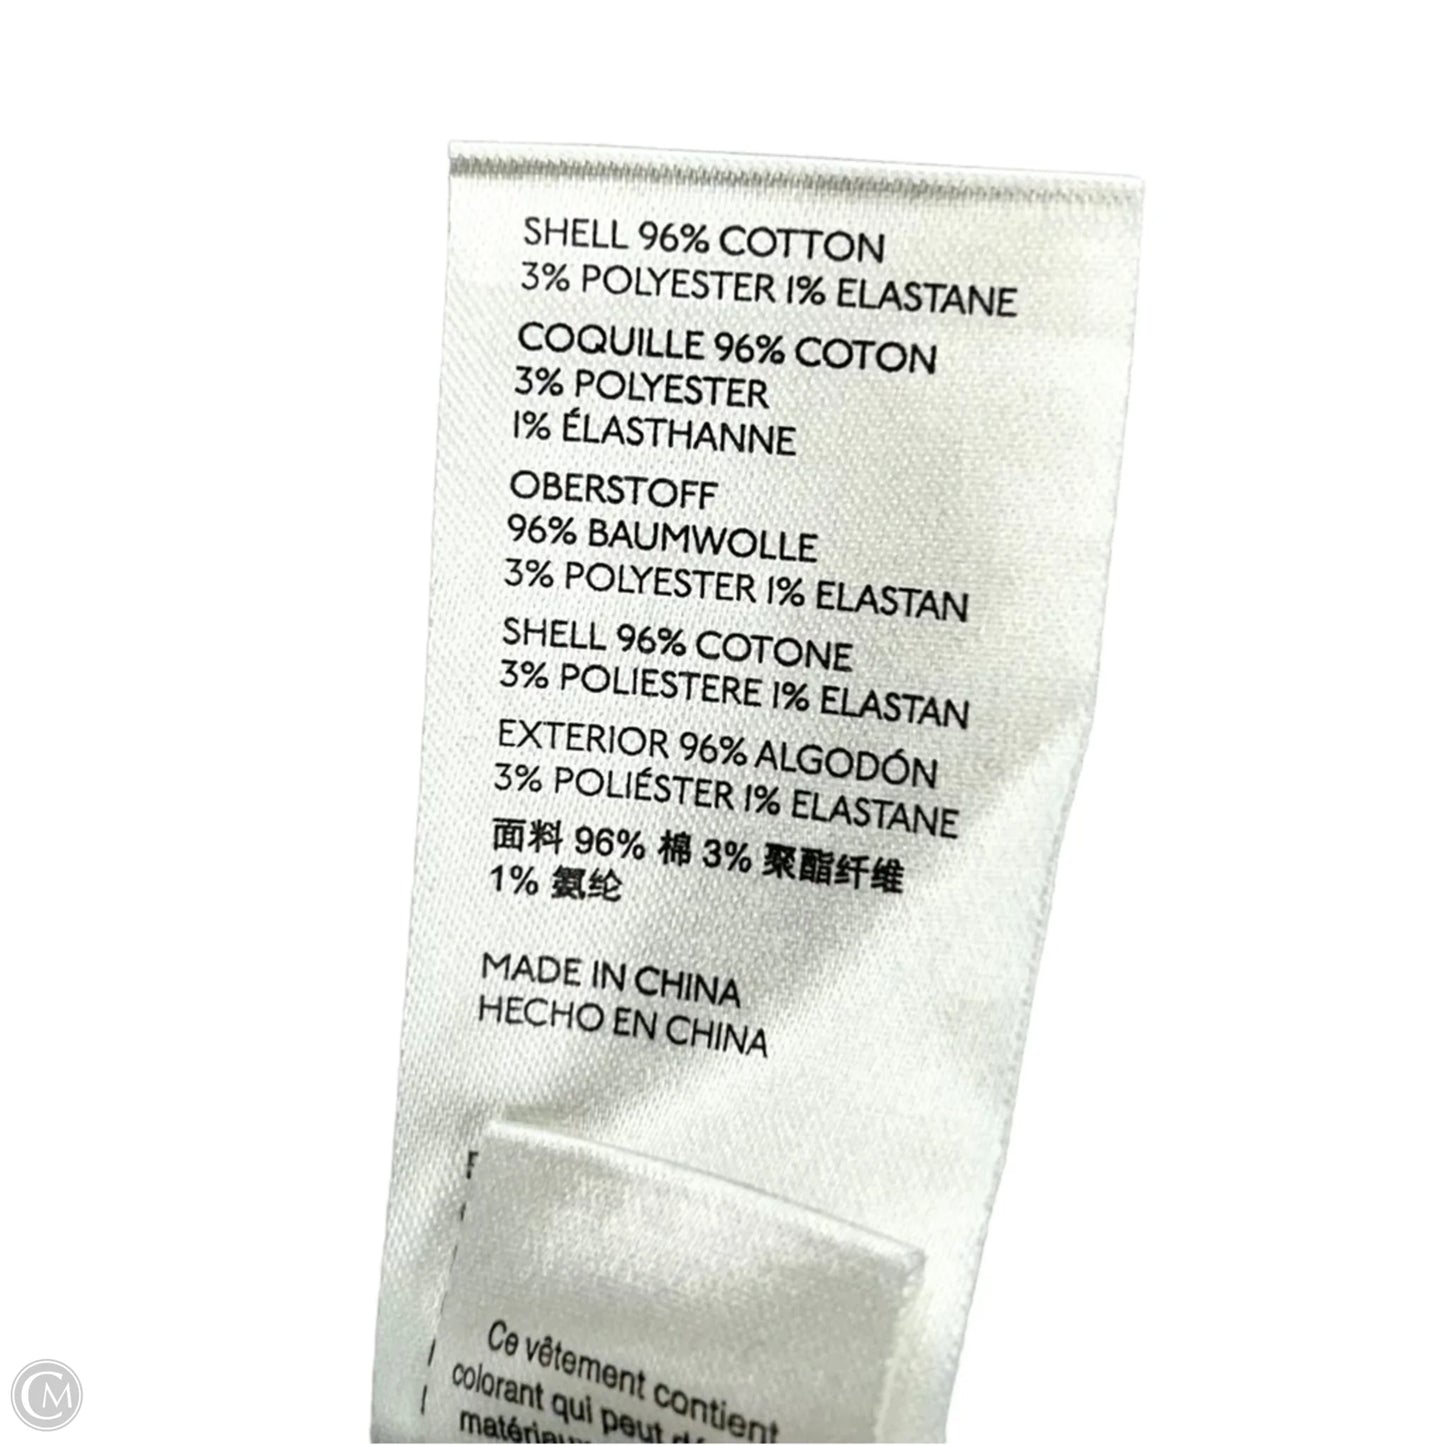 SHELL 96% COTTON
3% POLYESTER 1% ELASTANE
COQUILLE 96% COTON
3% POLYESTER
1% ÉLASTHANNE
OBERSTOFF
96% BAUMWOLLE
3% POLYESTER 1% ELASTAN
SHELL 96% COTONE
3% POLIESTERE 1% ELASTAN
EXTERIOR 96% ALGODÓN
3% POLIÉSTER 1% ELASTANE
面料 96% 棉 3% 聚酯纤维
1% 氨纶
MADE IN CHINA
HECHO EN CHINA
Ce vêtement contient
colorant qui peut
CM